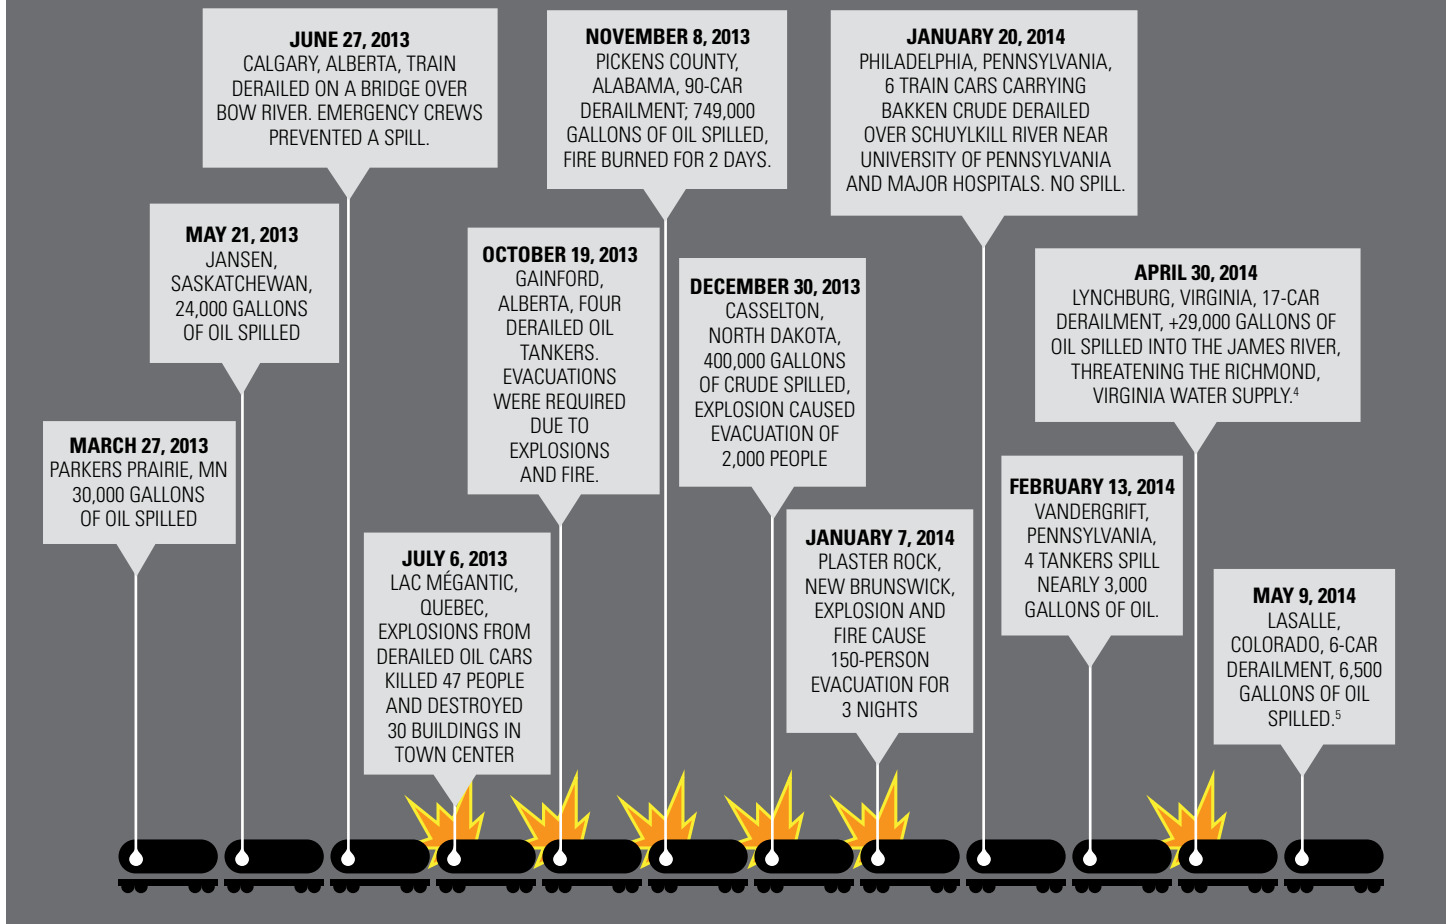 MARCH 27, 2013
PARKERS PRAIRIE, MN
30,000 GALLONS
OF OIL SPILLED
MAY 21, 2013
JANSEN,
SASKATCHEWAN,
24,000 GALLONS
OF OIL SPILLED
JUNE 27, 2013
CALGARY, ALBERTA, TRAIN
DERAILED ON A BRIDGE OVER
BOW RIVER. EMERGENCY CREWS
PREVENTED A SPILL.
JULY 6, 2013
LAC MÉGANTIC,
QUEBEC,
EXPLOSIONS FROM
DERAILED OIL CARS
KILLED 47 PEOPLE
AND DESTROYED
30 BUILDINGS IN
TOWN CENTER
OCTOBER 19, 2013
GAINFORD,
ALBERTA, FOUR
DERAILED OIL
TANKERS.
EVACUATIONS
WERE REQUIRED
DUE TO
EXPLOSIONS
AND FIRE.
NOVEMBER 8, 2013
PICKENS COUNTY,
ALABAMA, 90-CAR
DERAILMENT; 749,000
GALLONS OF OIL SPILLED,
FIRE BURNED FOR 2 DAYS.
DECEMBER 30, 2013
CASSELTON,
NORTH DAKOTA,
400,000 GALLONS
OF CRUDE SPILLED,
EXPLOSION CAUSED
EVACUATION OF
2,000 PEOPLE
JANUARY 7, 2014
PLASTER ROCK,
NEW BRUNSWICK,
EXPLOSION AND
FIRE CAUSE
150-PERSON
EVACUATION FOR
3 NIGHTS
JANUARY 20, 2014
PHILADELPHIA, PENNSYLVANIA,
6 TRAIN CARS CARRYING
BAKKEN CRUDE DERAILED
OVER SCHUYLKILL RIVER NEAR
UNIVERSITY OF PENNSYLVANIA
AND MAJOR HOSPITALS. NO SPILL.
FEBRUARY 13, 2014
VANDERGRIFT,
PENNSYLVANIA,
4 TANKERS SPILL
NEARLY 3,000
GALLONS OF OIL.
APRIL 30, 2014
LYNCHBURG, VIRGINIA, 17-CAR
DERAILMENT, +29,000 GALLONS OF
OIL SPILLED INTO THE JAMES RIVER,
THREATENING THE RICHMOND,
VIRGINIA WATER SUPPLY.⁴
MAY 9, 2014
LASALLE,
COLORADO, 6-CAR
DERAILMENT, 6,500
GALLONS OF OIL
SPILLED.⁵